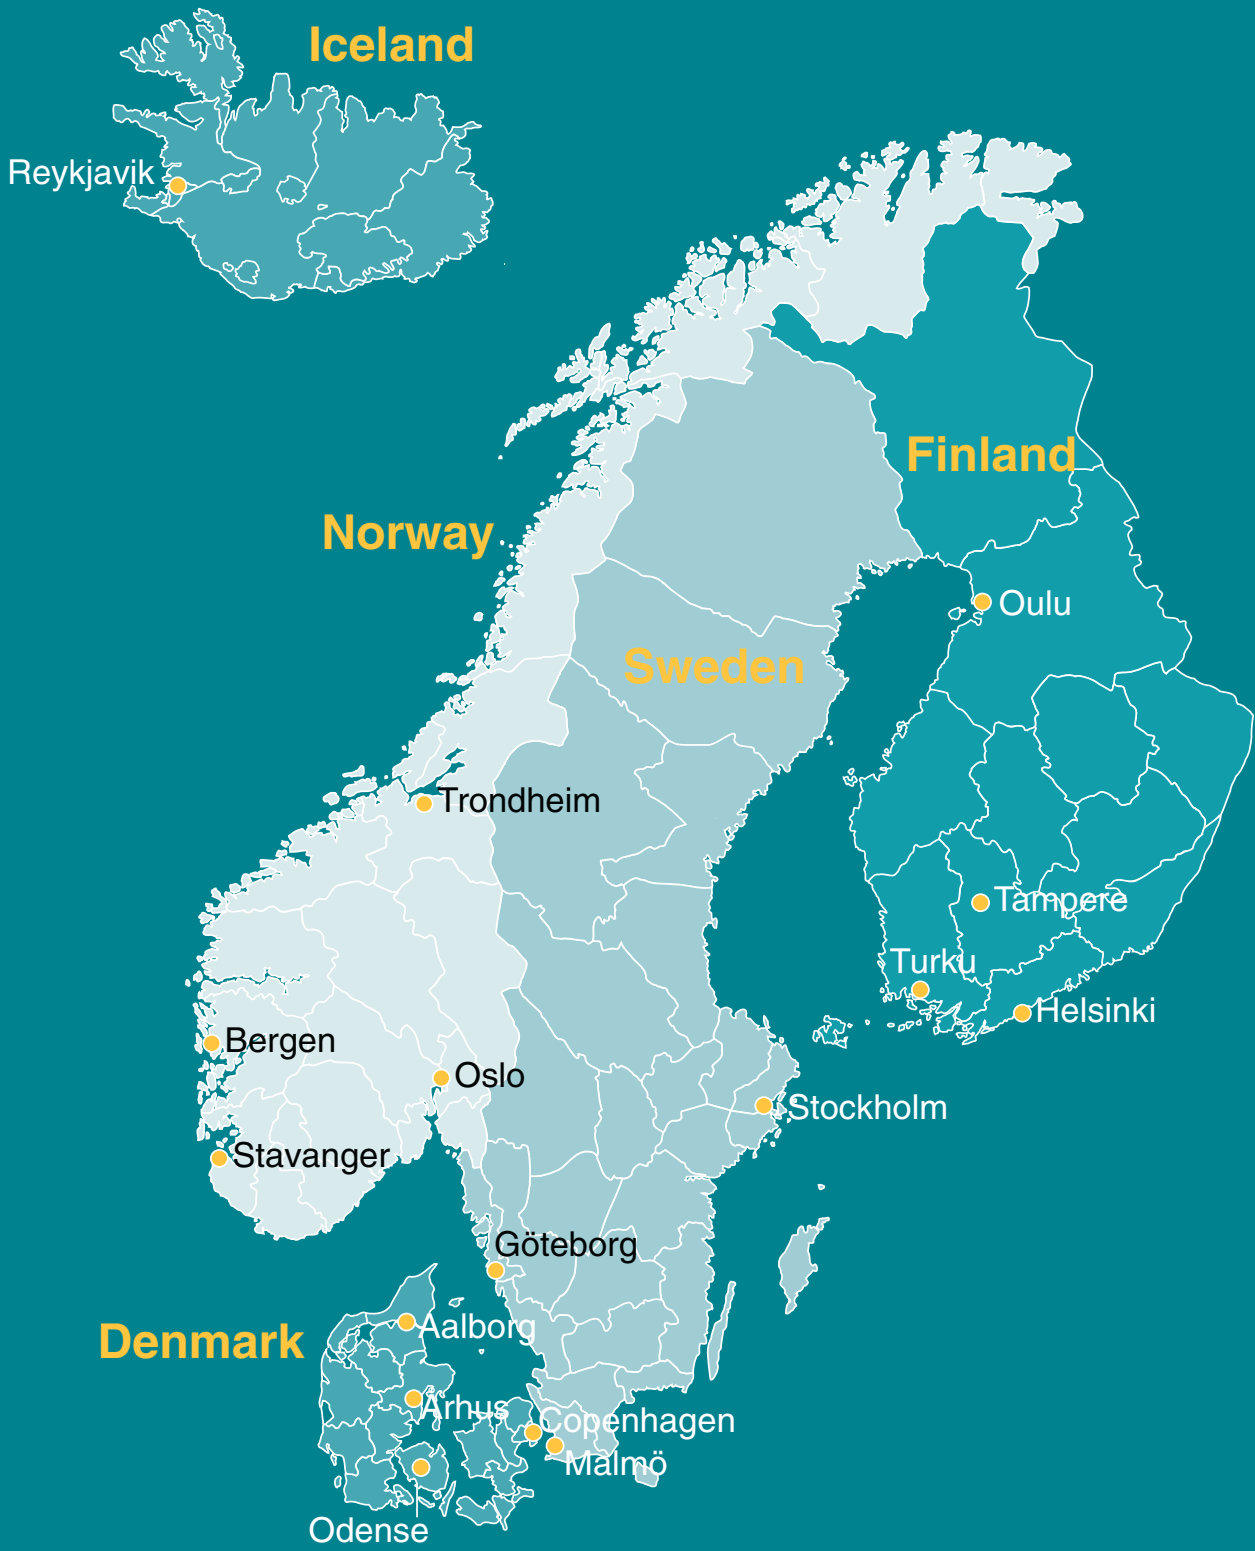 Iceland
Reykjavik
Finland
Norway
Oulu
Sweden
Trondheim
Tampere
Turku
Helsinki
Bergen
Oslo
Stockholm
Stavanger
Göteborg
Aalborg
Denmark
Århus
Copenhagen
Malmö
Odense